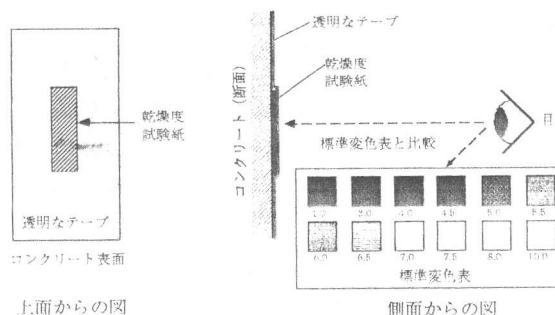 乾燥度
試験紙
透明なテープ
コンクリート表面
上面からの図
透明なテープ
乾燥度
試験紙
コンクリート（断面）
目
標準変色表と比較
4.0 4.5 5.0 5.5
6.0 6.5 7.0 7.5 8.0 10.0
標準変色表
側面からの図